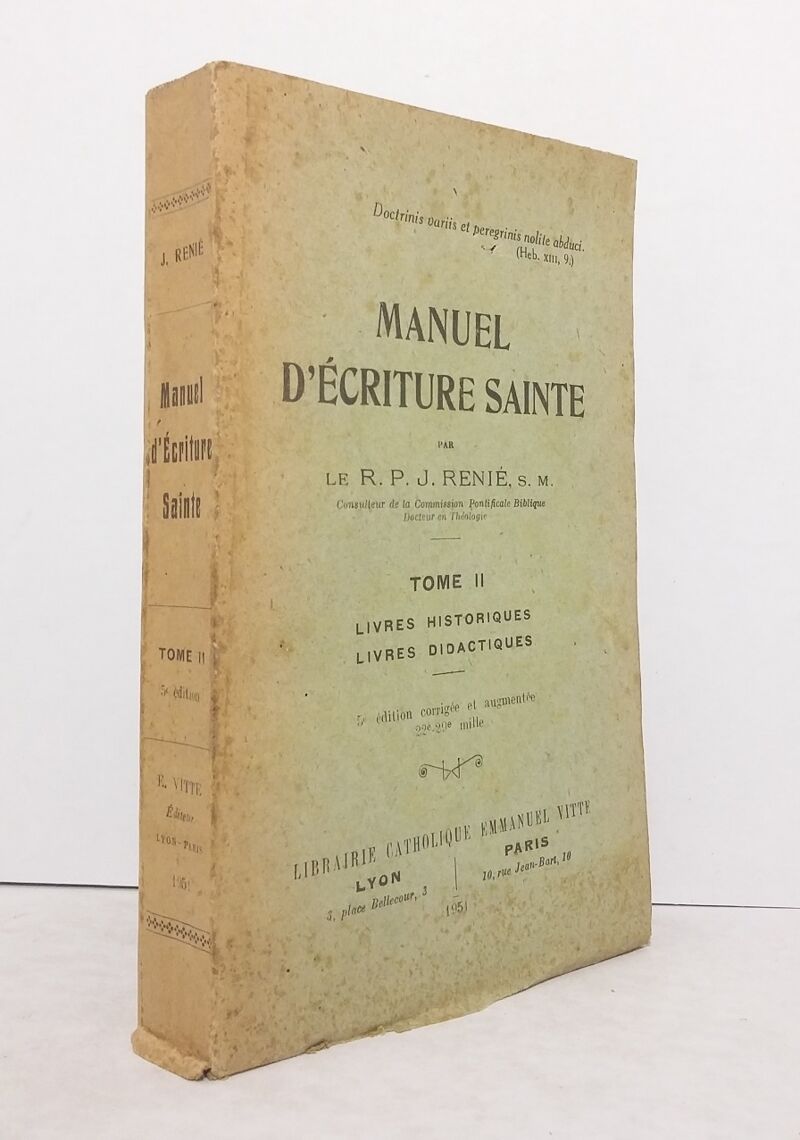 J. RENIÉ
Manuel
d'Écriture
Sainte
TOME II
5e édition
E. VITTE
Éditeur
LYON-PARIS
1951
Doctrinis variis et peregrinis nolite abduci.
(Heb. XIII, 9.)
MANUEL
D'ÉCRITURE SAINTE
PAR
LE R. P. J. RENIÉ, S. M.
Consulteur de la Commission Pontificale Biblique
Docteur en Théologie
TOME II
LIVRES HISTORIQUES
LIVRES DIDACTIQUES
5e édition corrigée et augmentée
22e-29e mille
LIBRAIRIE CATHOLIQUE EMMANUEL VITTE
LYON
3, place Bellecour, 3
PARIS
10, rue Jean-Bart, 10
1951